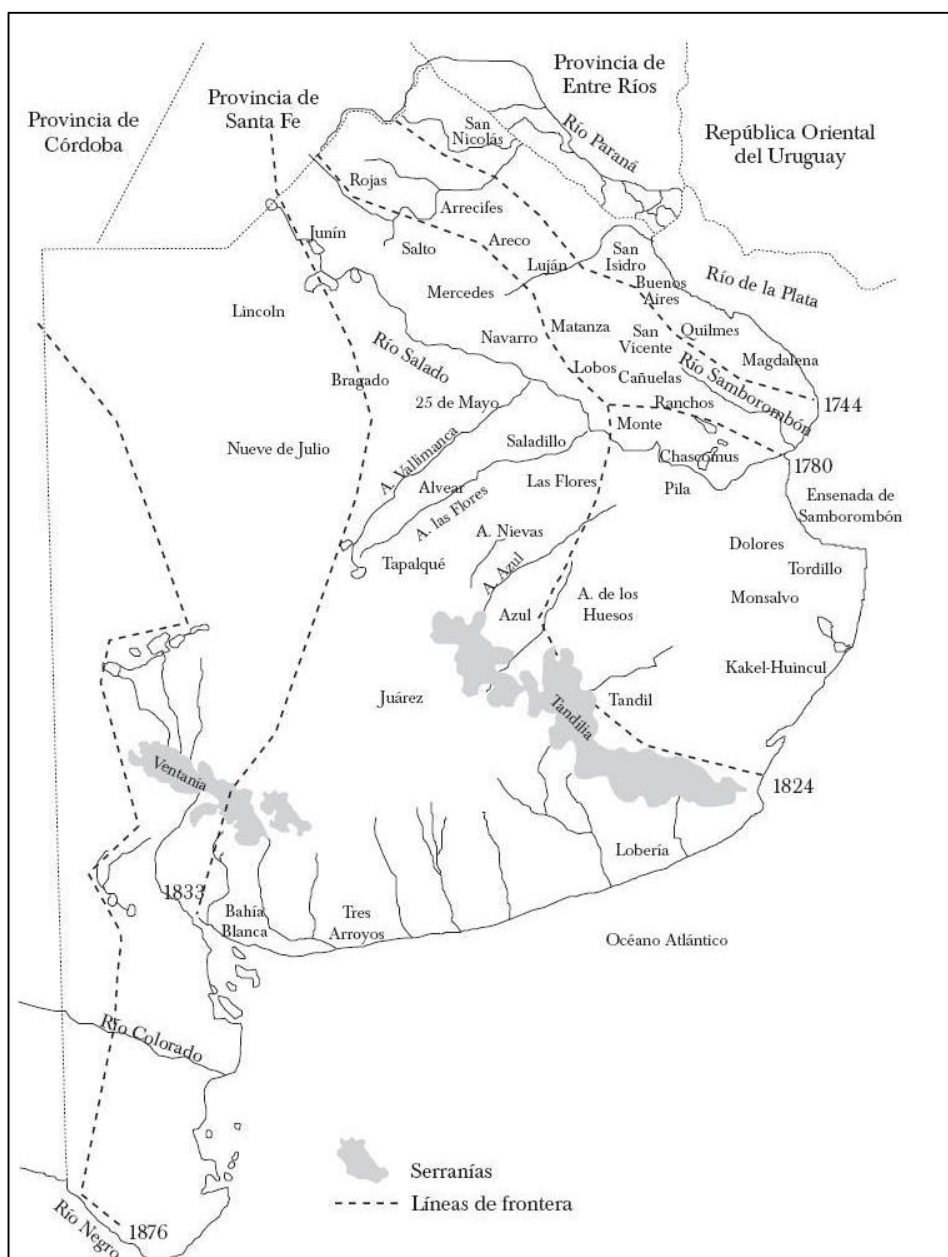 Provincia de
Córdoba
Provincia de
Santa Fe
Provincia de
Entre Ríos
Río Paraná
República Oriental
del Uruguay
San
Nicolás
Rojas
Arrecifes
Junín
Salto
Areco
Luján
San
Isidro
Buenos
Aires
Río de la Plata
Lincoln
Mercedes
Río Salado
Navarro
Matanza
San
Vicente
Quilmes
Magdalena
Bragado
Lobos
Cañuelas
Río Samborombón
1744
25 de Mayo
Ranchos
Monte
Nueve de Julio
A. Vallimanca
Saladillo
Chascomus
1780
Alvear
A. las Flores
Las Flores
Pila
Ensenada de
Samborombón
A. Nievas
Dolores
Tapalqué
A. Azul
Tordillo
Azul
A. de los
Huesos
Monsalvo
Kakel-Huincul
Juárez
Tandilia
Tandil
Ventania
1824
Lobería
1833
Bahía
Blanca
Tres
Arroyos
Océano Atlántico
Río Colorado
Serranías
Líneas de frontera
Río Negro
1876